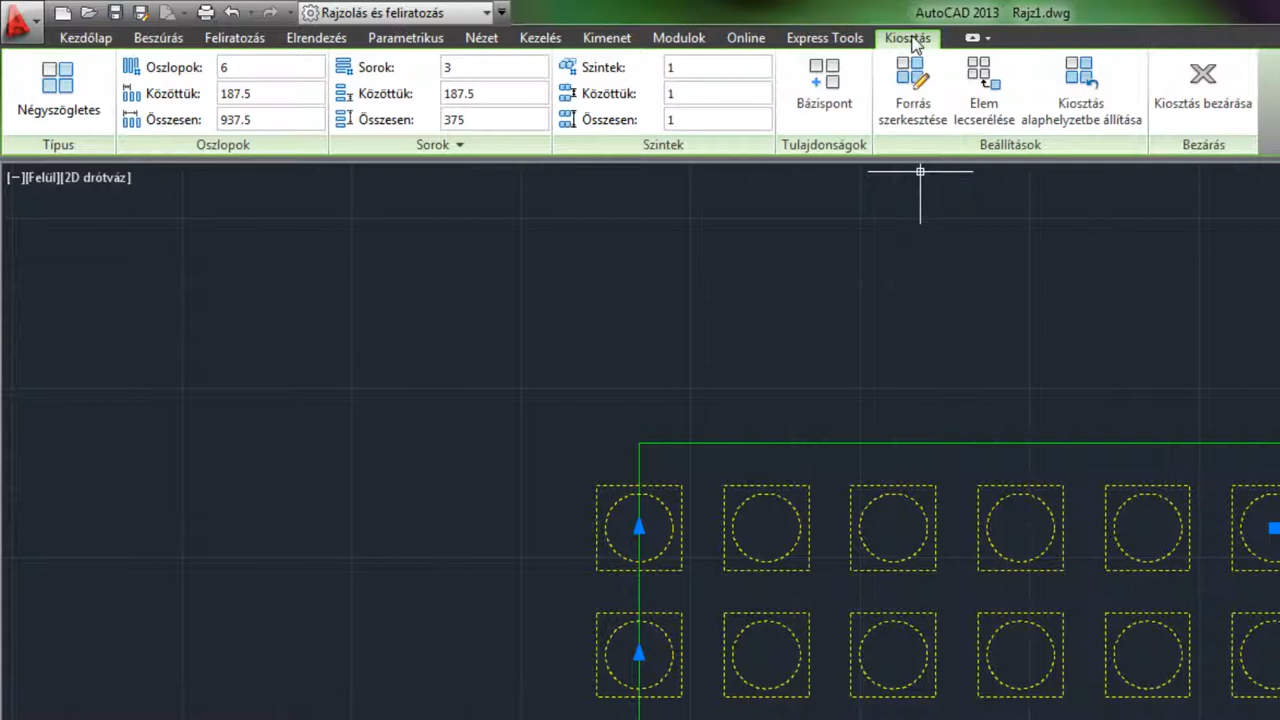 Rajzolás és feliratozás
AutoCAD 2013 Rajz1.dwg
Kezdőlap Beszúrás Feliratozás Elrendezés Parametrikus Nézet Kezelés Kimenet Modulok Online Express Tools Kiosztás
Négyszögletes
Oszlopok: 6
Közöttük: 187.5
Összesen: 937.5
Sorok: 3
Közöttük: 187.5
Összesen: 375
Szintek: 1
Közöttük: 1
Összesen: 1
Bázispont
Forrás szerkesztése
Elem lecserélése
Kiosztás alaphelyzetbe állítása
Kiosztás bezárása
Típus Oszlopok Sorok Szintek Tulajdonságok Beállítások Bezárás
[−][Felül][2D drótváz]